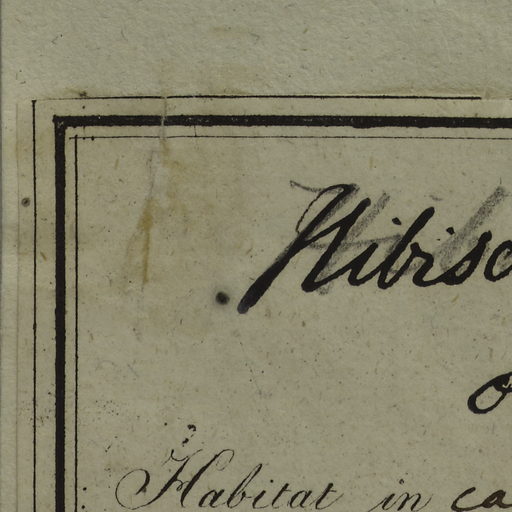 Hibisc
o
Habitat in ca